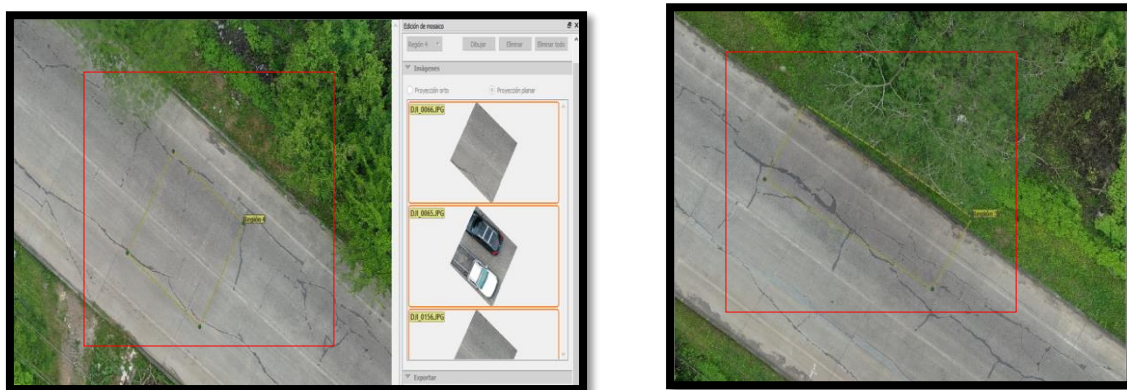 Edición de mosaico
Región 4
Dibujar
Eliminar
Eliminar todo
Imágenes
Proyección orto
Proyección planar
DJI_0066.JPG
DJI_0065.JPG
DJI_0156.JPG
Exportar
Región 4